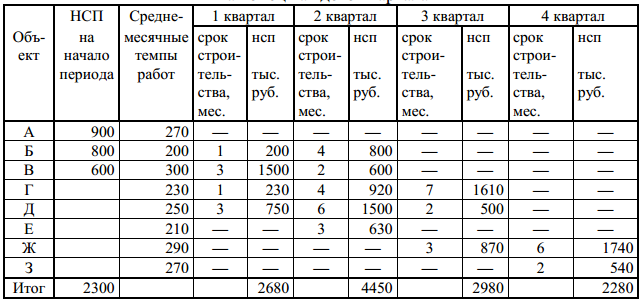 Объ-
ект
НСП
на
начало
периода
Средне-
месячные
темпы
работ
1 квартал
2 квартал
3 квартал
4 квартал
срок
строи-
тель-
ства,
мес.
нсп
тыс.
руб.
срок
строи-
тель-
ства,
мес.
нсп
тыс.
руб.
срок
строи-
тель-
ства,
мес.
нсп
тыс.
руб.
срок
строи-
тель-
ства,
мес.
нсп
тыс.
руб.
А 900 270 — — — — — — — —
Б 800 200 1 200 4 800 — — — —
В 600 300 3 1500 2 600 — — — —
Г 230 1 230 4 920 7 1610 — —
Д 250 3 750 6 1500 2 500 — —
Е 210 — — 3 630 — — — —
Ж 290 — — — — 3 870 6 1740
З 270 — — — — — — 2 540
Итог 2300 2680 4450 2980 2280